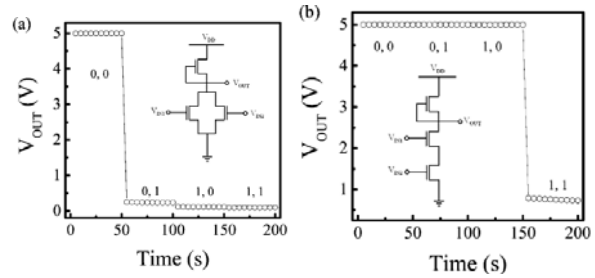 (a)
V_OUT (V)
5
4
3
2
1
0
0, 0
0, 1
1, 0
1, 1
V_DD
V_OUT
V_IN1
V_IN2
0
50
100
150
200
Time (s)
(b)
V_OUT (V)
5
4
3
2
1
0, 0
0, 1
1, 0
1, 1
V_DD
V_OUT
V_IN1
V_IN2
0
50
100
150
200
Time (s)